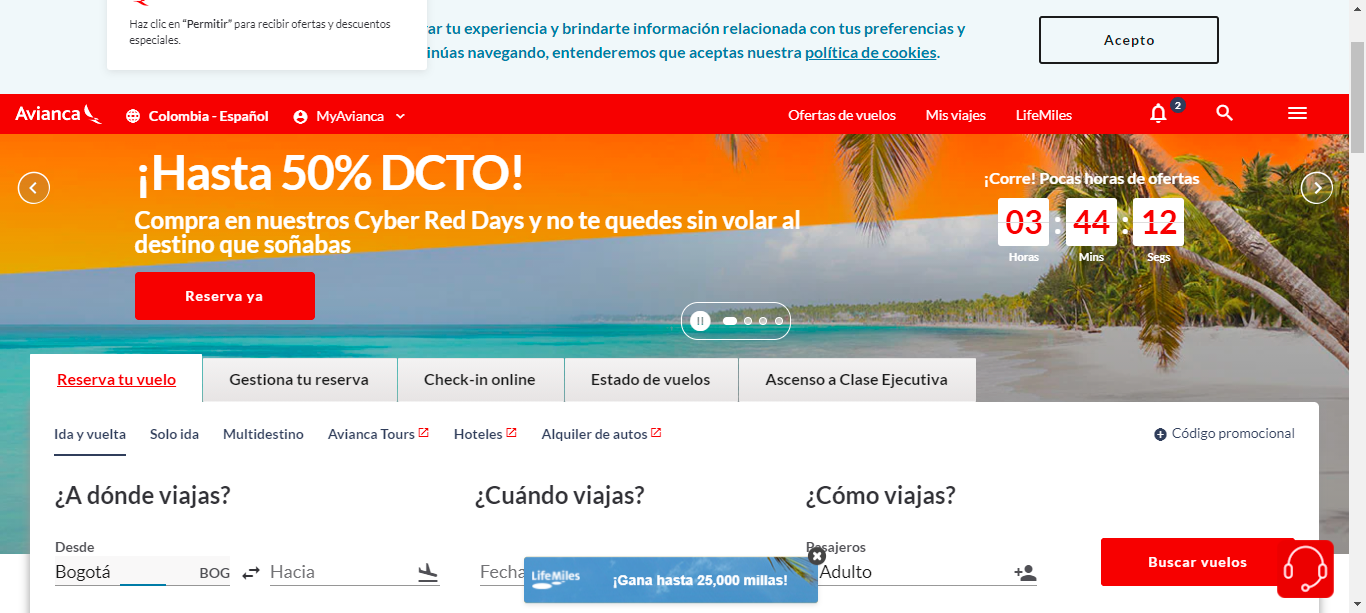 Haz clic en “Permitir” para recibir ofertas y descuentos
especiales.
rar tu experiencia y brindarte información relacionada con tus preferencias y
tinúas navegando, entenderemos que aceptas nuestra política de cookies.
Acepto
Avianca
Colombia - Español
MyAvianca
Ofertas de vuelos
Mis viajes
LifeMiles
2
¡Hasta 50% DCTO!
Compra en nuestros Cyber Red Days y no te quedes sin volar al
destino que soñabas
Reserva ya
¡Corre! Pocas horas de ofertas
03 : 44 : 12
Horas Mins Segs
Reserva tu vuelo
Gestiona tu reserva
Check-in online
Estado de vuelos
Ascenso a Clase Ejecutiva
Ida y vuelta
Solo ida
Multidestino
Avianca Tours
Hoteles
Alquiler de autos
Código promocional
¿A dónde viajas?
¿Cuándo viajas?
¿Cómo viajas?
Desde
Pasajeros
Bogotá BOG
Hacia
Fecha
Adulto
Buscar vuelos
LifeMiles
¡Gana hasta 25,000 millas!